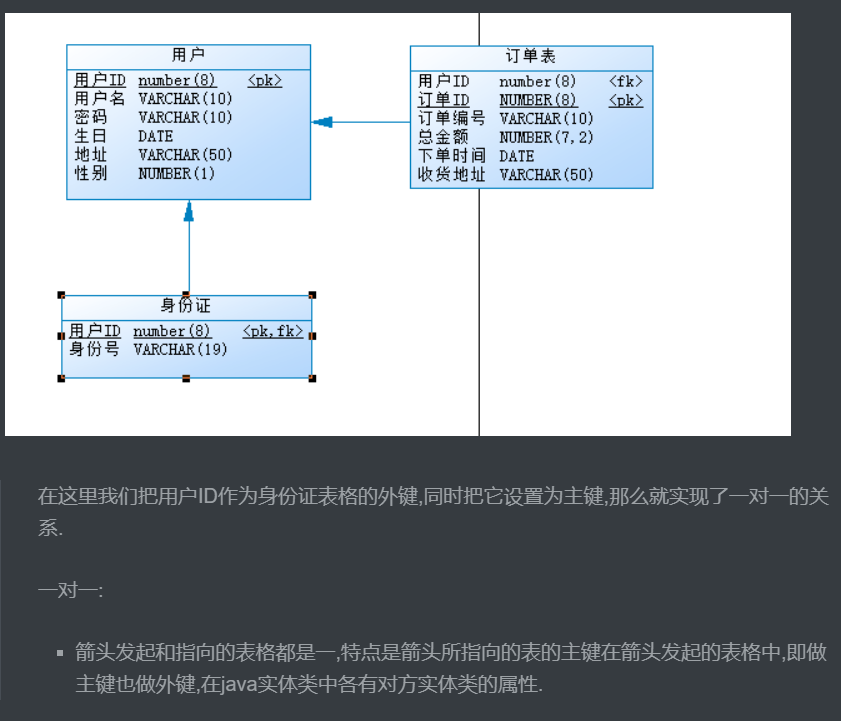 用户
用户ID number(8) <pk>
用户名 VARCHAR(10)
密码 VARCHAR(10)
生日 DATE
地址 VARCHAR(50)
性别 NUMBER(1)
订单表
用户ID number(8) <fk>
订单ID NUMBER(8) <pk>
订单编号 VARCHAR(10)
总金额 NUMBER(7,2)
下单时间 DATE
收货地址 VARCHAR(50)
身份证
用户ID number(8) <pk,fk>
身份号 VARCHAR(19)
在这里我们把用户ID作为身份证表格的外键,同时把它设置为主键,那么就实现了一对一的关
系.
一对一:
箭头发起和指向的表格都是一,特点是箭头所指向的表的主键在箭头发起的表格中,即做
主键也做外键,在java实体类中各有对方实体类的属性.